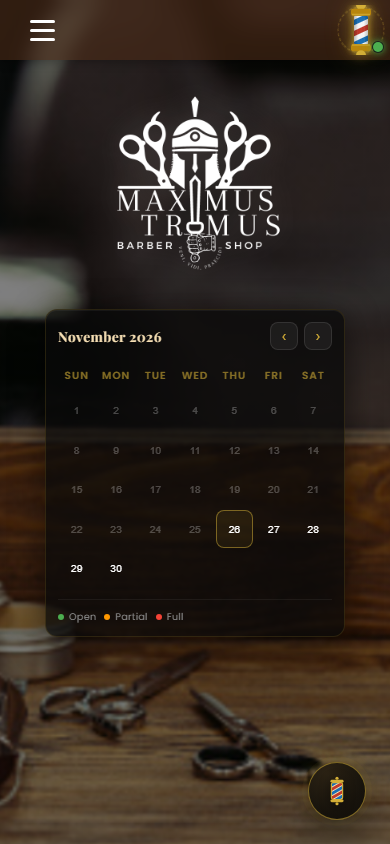 MAXIMUS
TRIMUS
BARBER SHOP
November 2026
‹ ›
SUN MON TUE WED THU FRI SAT
1 2 3 4 5 6 7
8 9 10 11 12 13 14
15 16 17 18 19 20 21
22 23 24 25 26 27 28
29 30
Open Partial Full